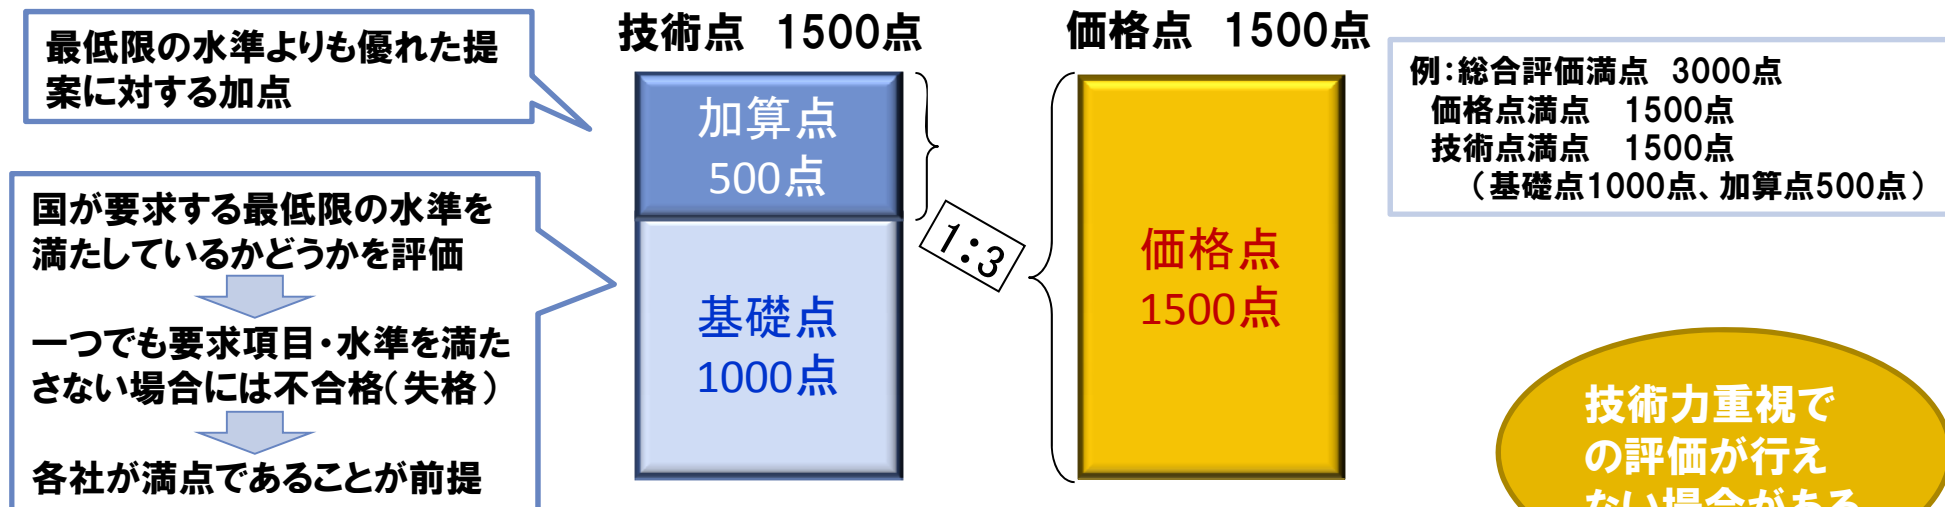 最低限の水準よりも優れた提
案に対する加点
国が要求する最低限の水準を
満たしているかどうかを評価
一つでも要求項目・水準を満た
さない場合には不合格(失格)
各社が満点であることが前提
技術点　1500点
加算点
500点
基礎点
1000点
1:3
価格点　1500点
価格点
1500点
例:総合評価満点　3000点
価格点満点　1500点
技術点満点　1500点
(基礎点1000点、加算点500点)
技術力重視で
の評価が行え
ない場合がある